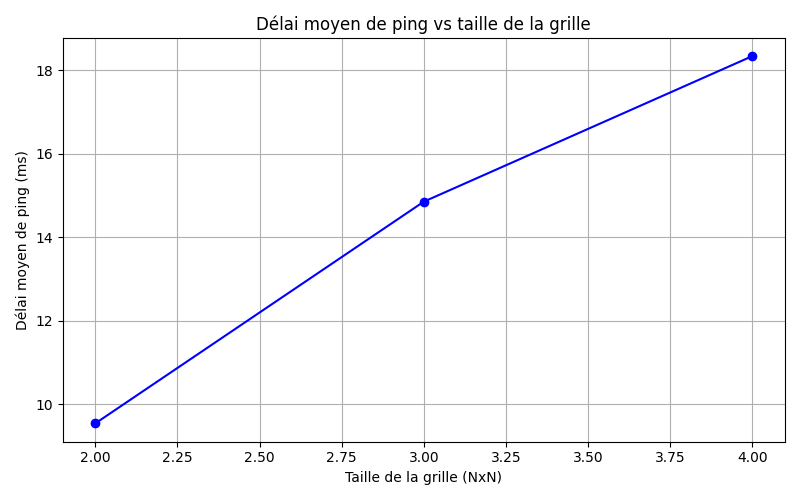 Délai moyen de ping vs taille de la grille
Délai moyen de ping (ms)
18
16
14
12
10
2.00 2.25 2.50 2.75 3.00 3.25 3.50 3.75 4.00
Taille de la grille (NxN)